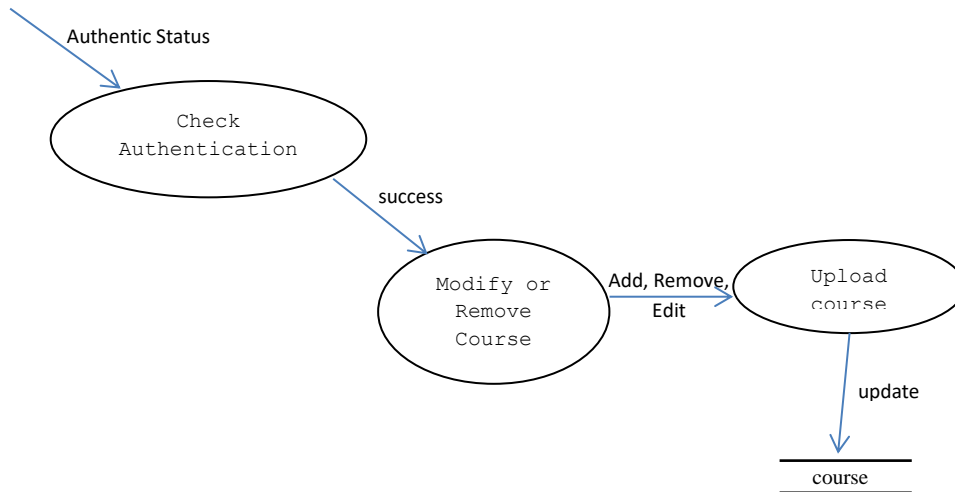 Authentic Status
Check
Authentication
success
Modify or
Remove
Course
Add, Remove,
Edit
Upload
course
update
course